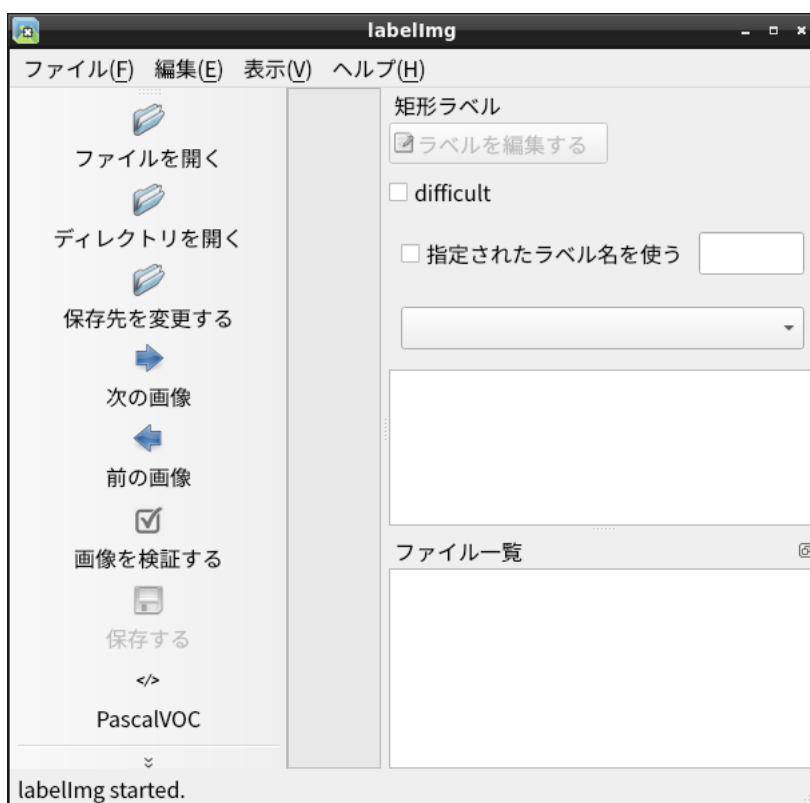 labelImg
ファイル(F) 編集(E) 表示(V) ヘルプ(H)
ファイルを開く
ディレクトリを開く
保存先を変更する
次の画像
前の画像
画像を検証する
保存する
</>
PascalVOC
矩形ラベル
ラベルを編集する
difficult
指定されたラベル名を使う
ファイル一覧
labelImg started.